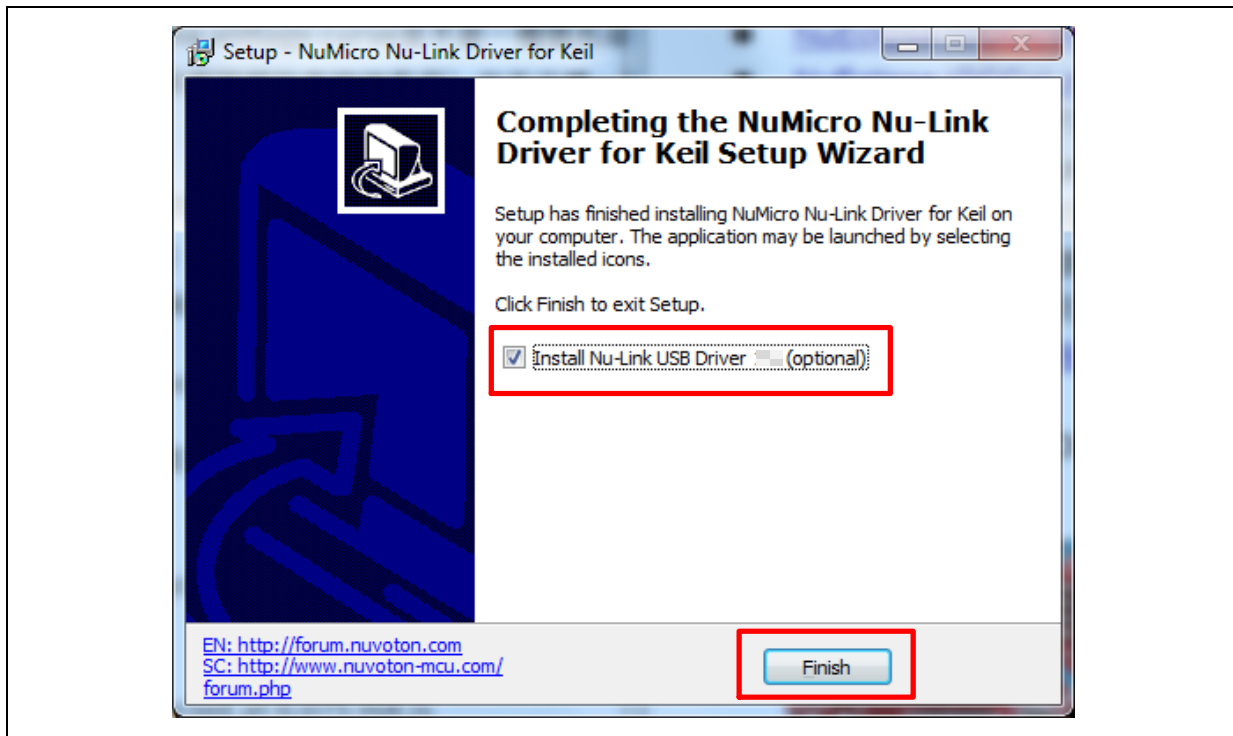 Setup - NuMicro Nu-Link Driver for Keil
Completing the NuMicro Nu-Link
Driver for Keil Setup Wizard
Setup has finished installing NuMicro Nu-Link Driver for Keil on
your computer. The application may be launched by selecting
the installed icons.
Click Finish to exit Setup.
Install Nu-Link USB Driver (optional)
EN: http://forum.nuvoton.com
SC: http://www.nuvoton-mcu.com/
forum.php
Finish